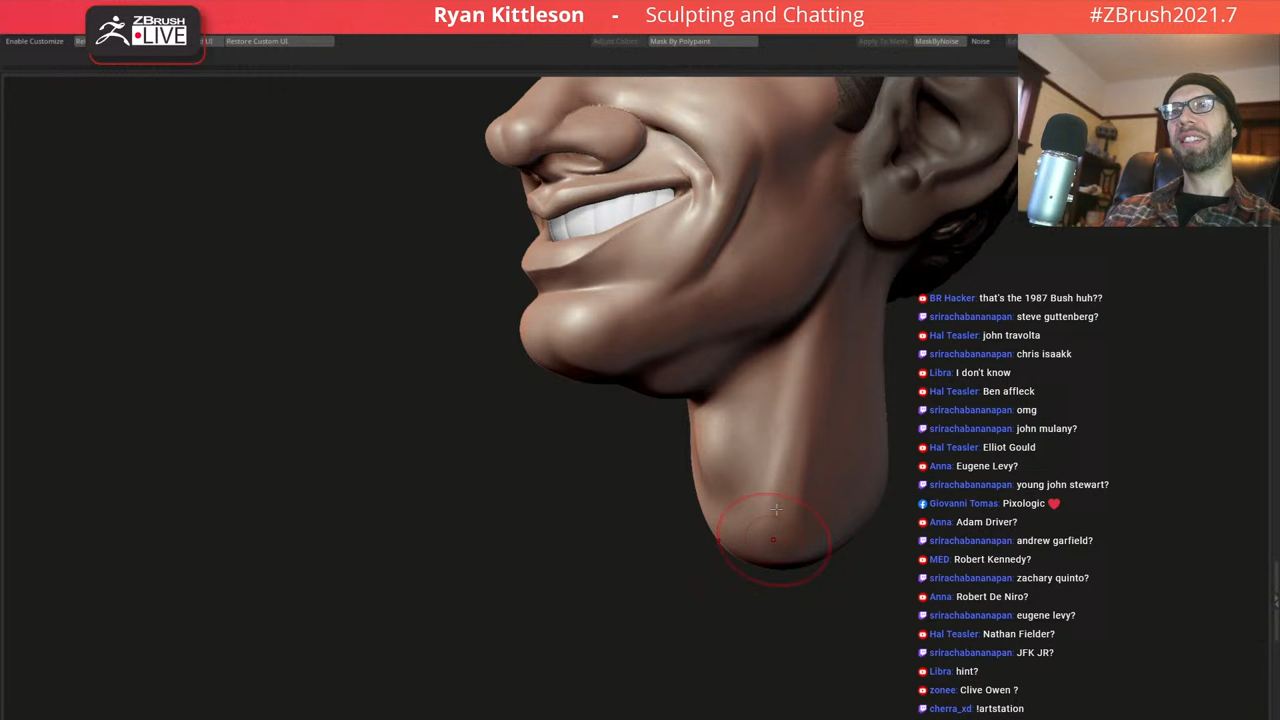 Ryan Kittleson - Sculpting and Chatting #ZBrush2021.7
ZBRUSH
LIVE
Enable Customize
UI
Restore Custom UI
Mask By Polypaint
Apply To Mesh
MaskByNoise
Noise
BR Hacker: that's the 1987 Bush huh??
srirachabananapan: steve guttenberg?
Hal Teasler: john travolta
srirachabananapan: chris isaakk
Libra: I don't know
Hal Teasler: Ben affleck
srirachabananapan: omg
srirachabananapan: john mulany?
Hal Teasler: Elliot Gould
Anna: Eugene Levy?
srirachabananapan: young john stewart?
Giovanni Tomas: Pixologic
Anna: Adam Driver?
srirachabananapan: andrew garfield?
MED: Robert Kennedy?
srirachabananapan: zachary quinto?
Anna: Robert De Niro?
srirachabananapan: eugene levy?
Hal Teasler: Nathan Fielder?
srirachabananapan: JFK JR?
Libra: hint?
zonee: Clive Owen ?
cherra_xd: !artstation